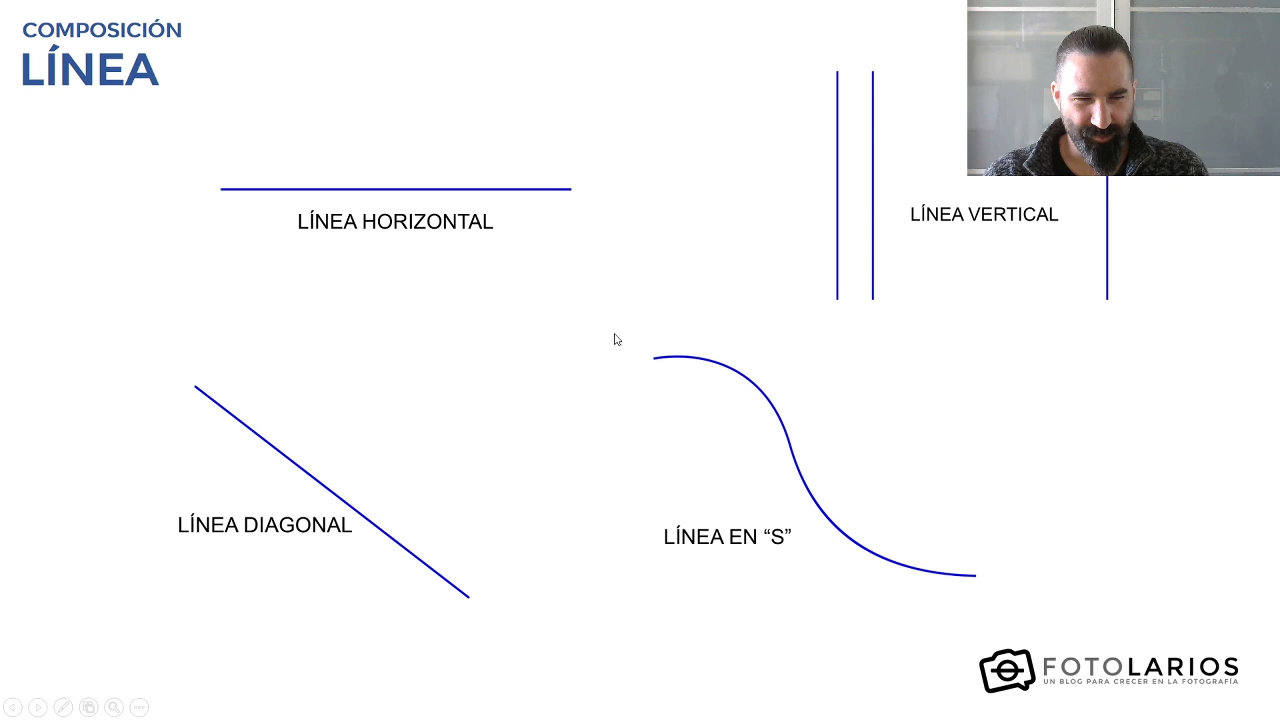 COMPOSICIÓN
LÍNEA
LÍNEA HORIZONTAL
LÍNEA VERTICAL
LÍNEA DIAGONAL
LÍNEA EN “S”
FOTOLARIOS
UN BLOG PARA CRECER EN LA FOTOGRAFÍA